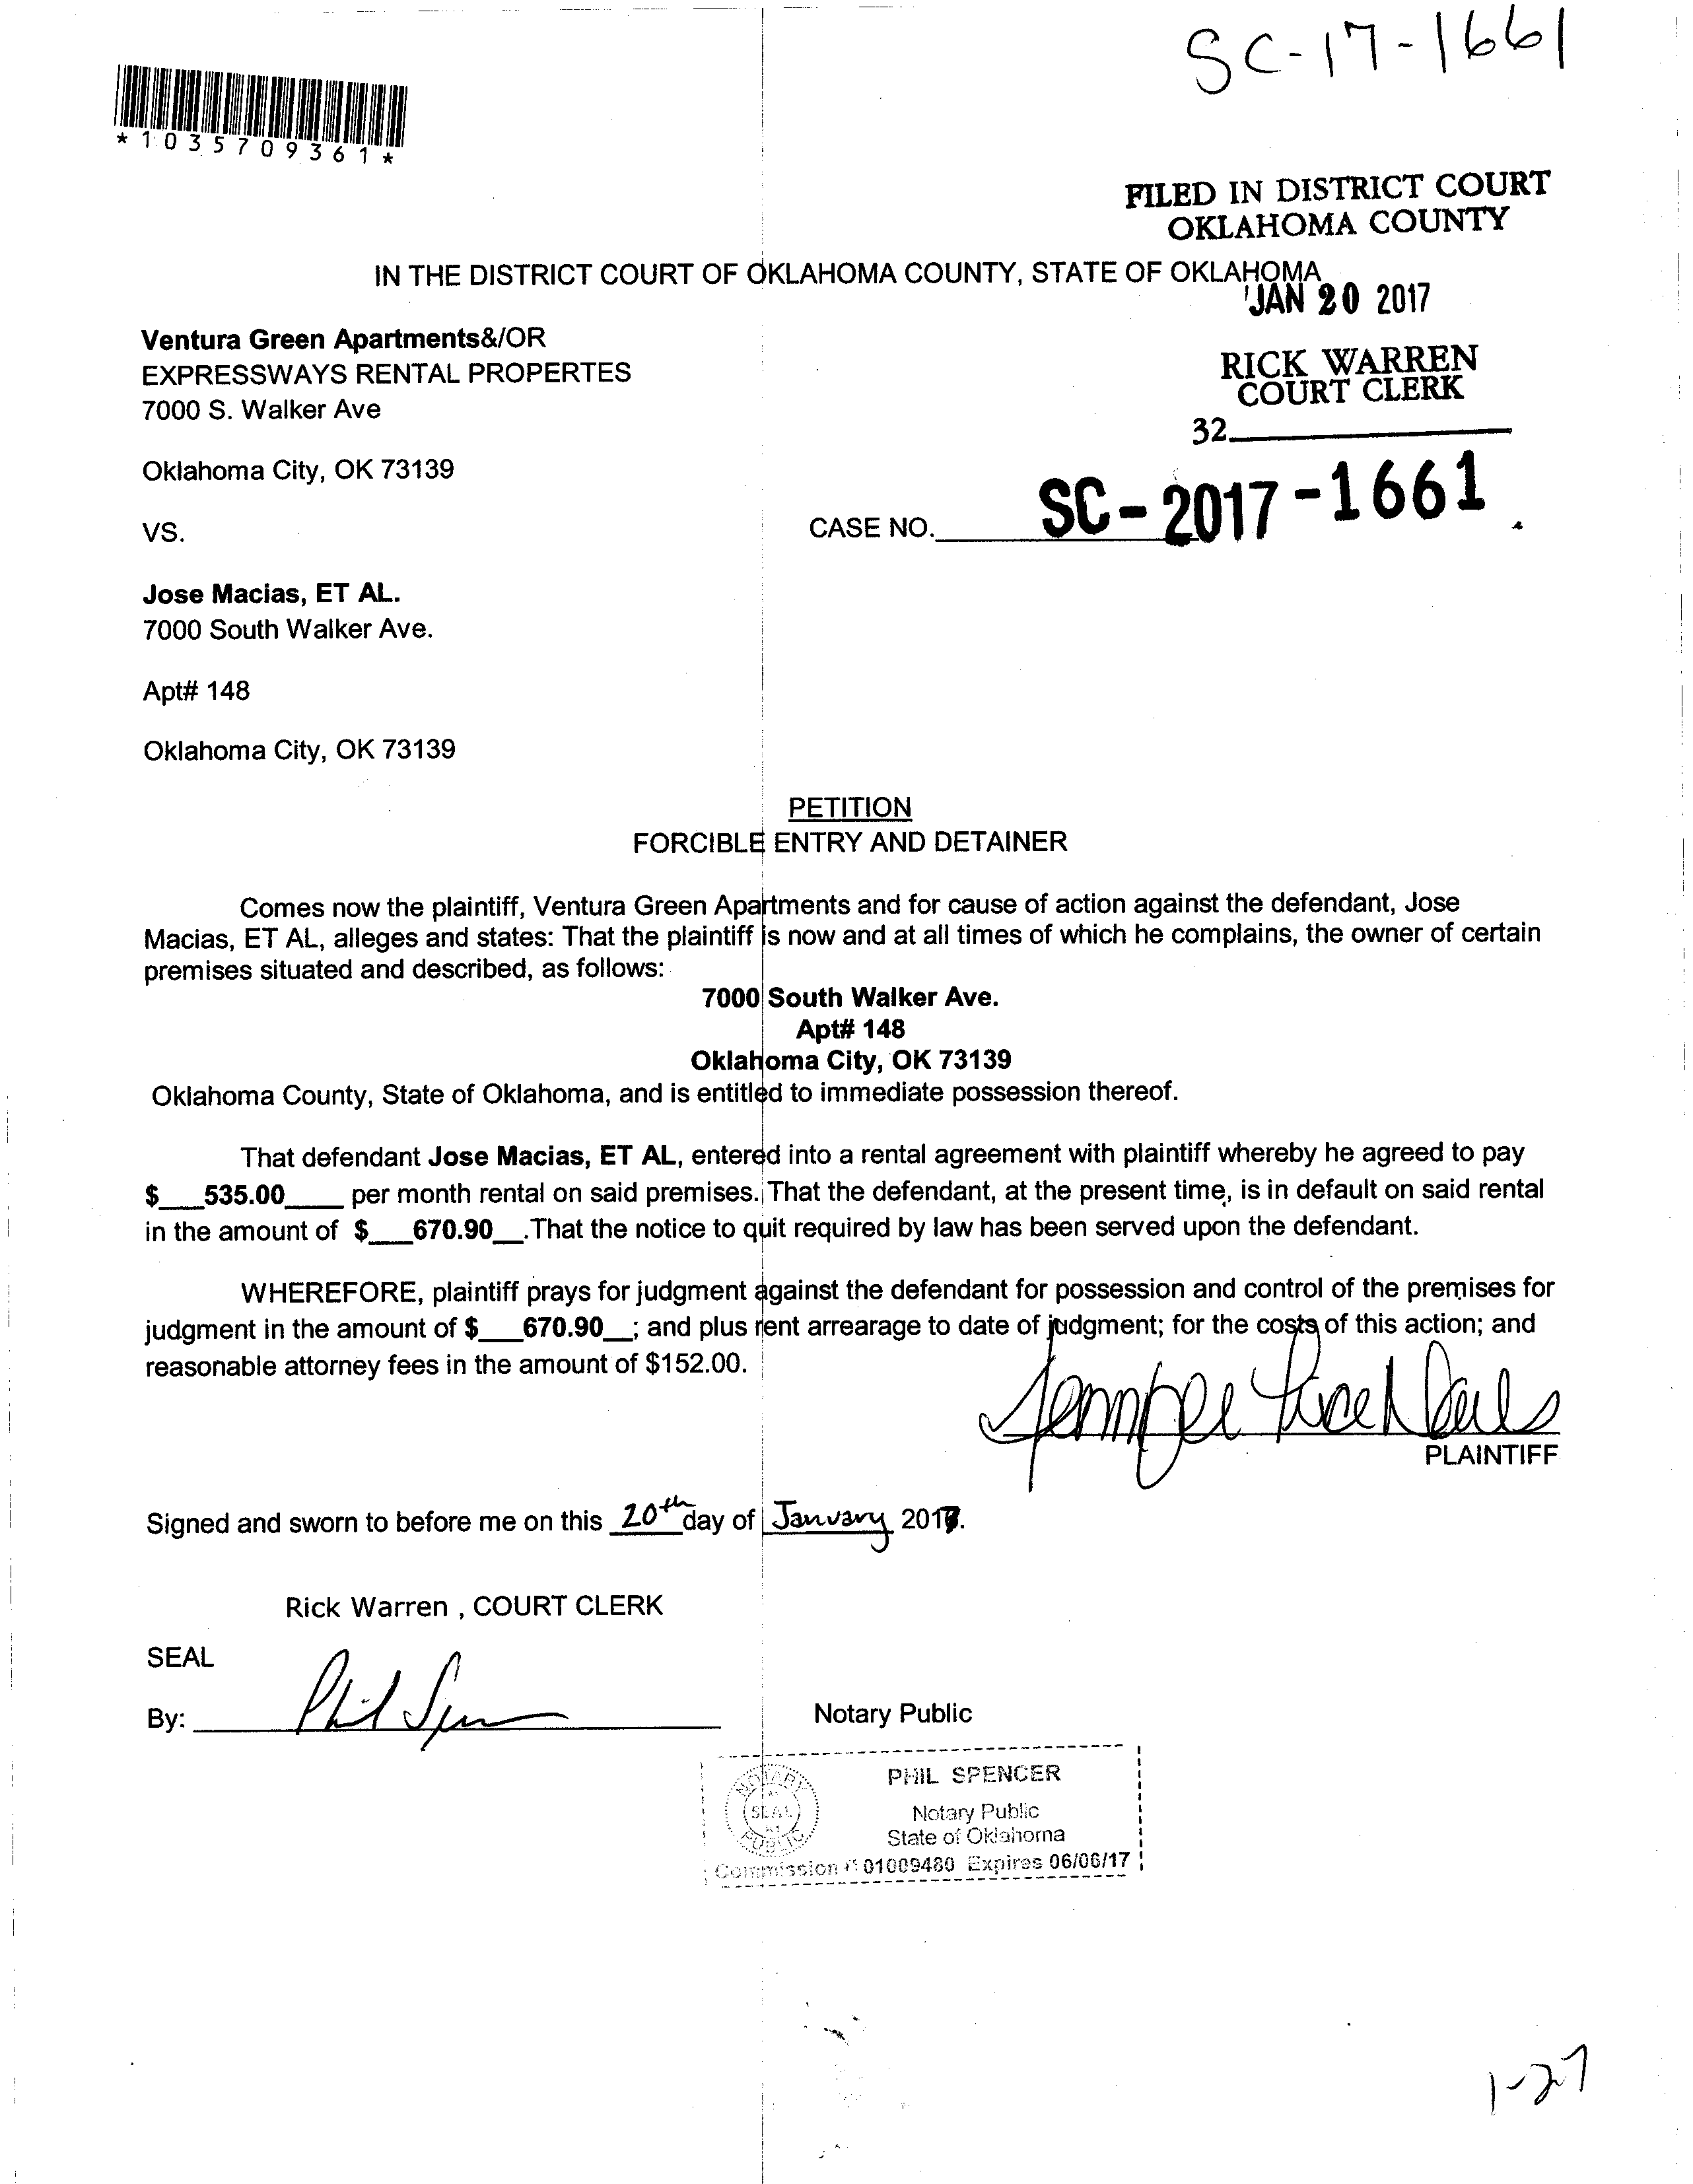 SC-17-1661
*1035709361*
FILED IN DISTRICT COURT
OKLAHOMA COUNTY
IN THE DISTRICT COURT OF OKLAHOMA COUNTY, STATE OF OKLAHOMA
JAN 20 2017
Ventura Green Apartments&/OR
EXPRESSWAYS RENTAL PROPERTES
7000 S. Walker Ave
RICK WARREN
COURT CLERK
32
Oklahoma City, OK 73139
VS.
CASE NO. SC-2017-1661
Jose Macias, ET AL.
7000 South Walker Ave.
Apt# 148
Oklahoma City, OK 73139
PETITION
FORCIBLE ENTRY AND DETAINER
Comes now the plaintiff, Ventura Green Apartments and for cause of action against the defendant, Jose
Macias, ET AL, alleges and states: That the plaintiff is now and at all times of which he complains, the owner of certain
premises situated and described, as follows:
7000 South Walker Ave.
Apt# 148
Oklahoma City, OK 73139
Oklahoma County, State of Oklahoma, and is entitled to immediate possession thereof.
That defendant Jose Macias, ET AL, entered into a rental agreement with plaintiff whereby he agreed to pay
$___535.00____ per month rental on said premises. That the defendant, at the present time, is in default on said rental
in the amount of $___670.90__.That the notice to quit required by law has been served upon the defendant.
WHEREFORE, plaintiff prays for judgment against the defendant for possession and control of the premises for
judgment in the amount of $___670.90__; and plus rent arrearage to date of judgment; for the costs of this action; and
reasonable attorney fees in the amount of $152.00.
PLAINTIFF
Signed and sworn to before me on this 20th day of January 2017.
Rick Warren , COURT CLERK
SEAL
By: Phil Spencer
Notary Public
NOTARY
SEAL
PUBLIC
PHIL SPENCER
Notary Public
State of Oklahoma
Commission # 01009480 Expires 06/06/17
1-27